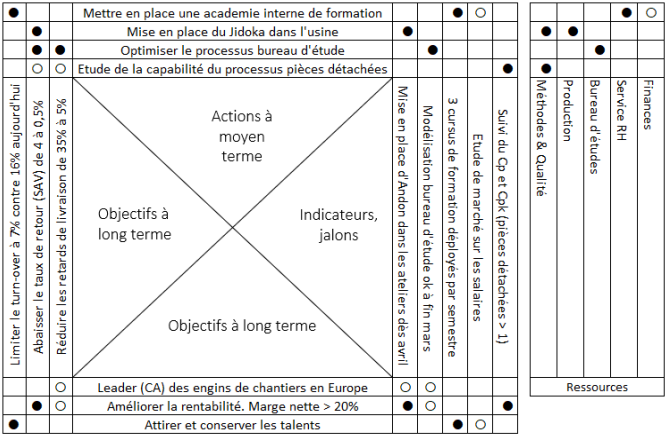 Mettre en place une academie interne de formation
Mise en place du Jidoka dans l'usine
Optimiser le processus bureau d'étude
Etude de la capabilité du processus pièces détachées
Limiter le turn-over à 7% contre 16% aujourd'hui
Abaisser le taux de retour (SAV) de 4 à 0,5%
Réduire les retards de livraison de 35% à 5%
Actions à
moyen
terme
Objectifs à
long terme
Indicateurs,
jalons
Objectifs à long terme
Mise en place d'Andon dans les ateliers dès avril
Modélisation bureau d'étude ok à fin mars
3 cursus de formation déployés par semestre
Etude de marché sur les salaires
Suivi du Cp et Cpk (pièces détachées > 1)
Méthodes & Qualité
Production
Bureau d'études
Service RH
Finances
Leader (CA) des engins de chantiers en Europe
Ressources
Améliorer la rentabilité. Marge nette > 20%
Attirer et conserver les talents